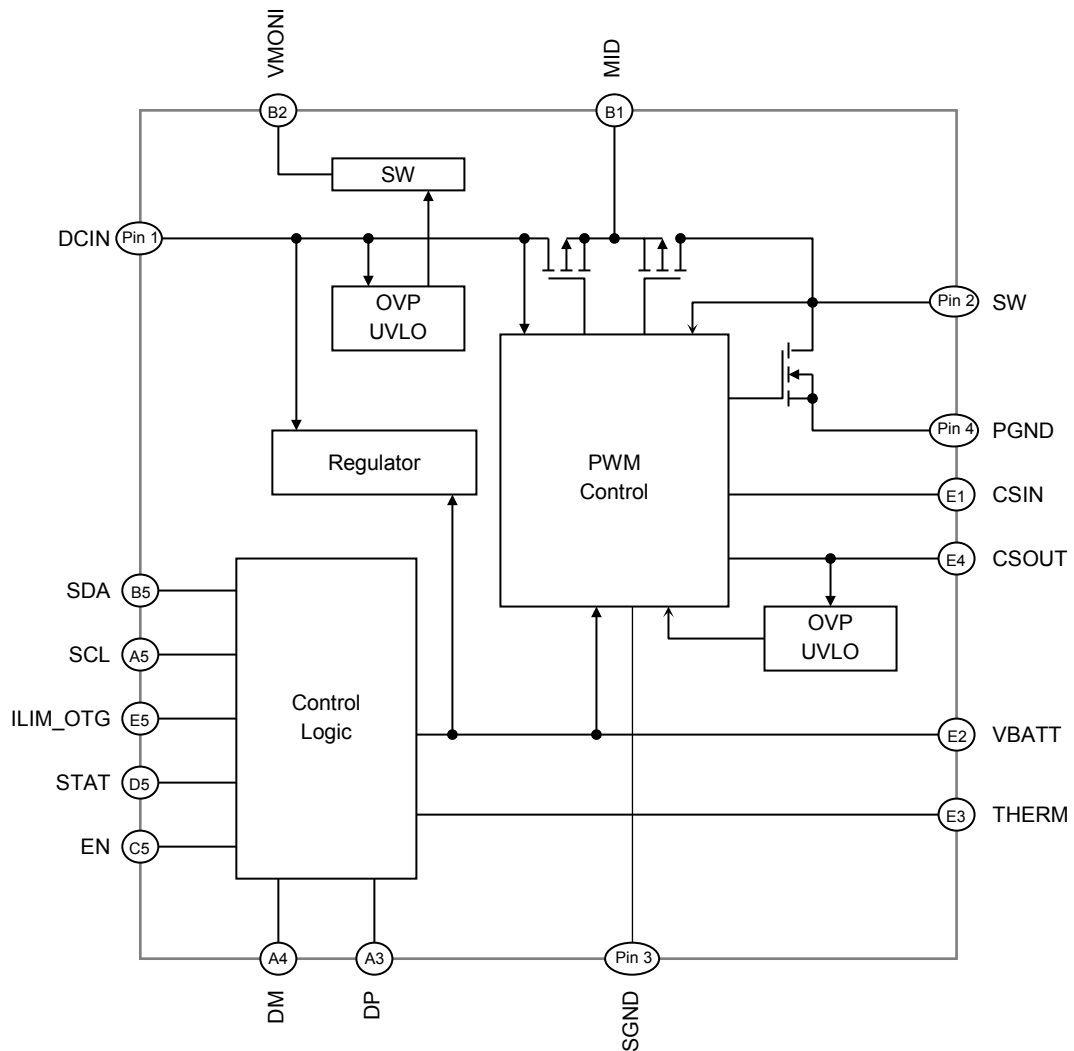 VMONI
MID
B2
B1
SW
DCIN
Pin 1
OVP
UVLO
Pin 2
SW
Regulator
PWM
Control
Pin 4
PGND
E1
CSIN
E4
CSOUT
SDA
B5
OVP
UVLO
SCL
A5
Control
Logic
ILIM_OTG
E5
E2
VBATT
STAT
D5
E3
THERM
EN
C5
A4
A3
Pin 3
DM
DP
SGND